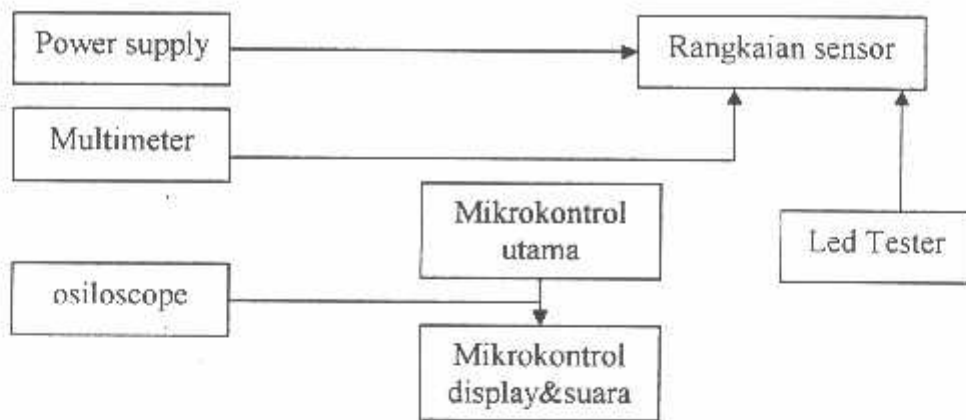 Power supply
Rangkaian sensor
Multimeter
Mikrokontrol
utama
Led Tester
osiloscope
Mikrokontrol
display&suara